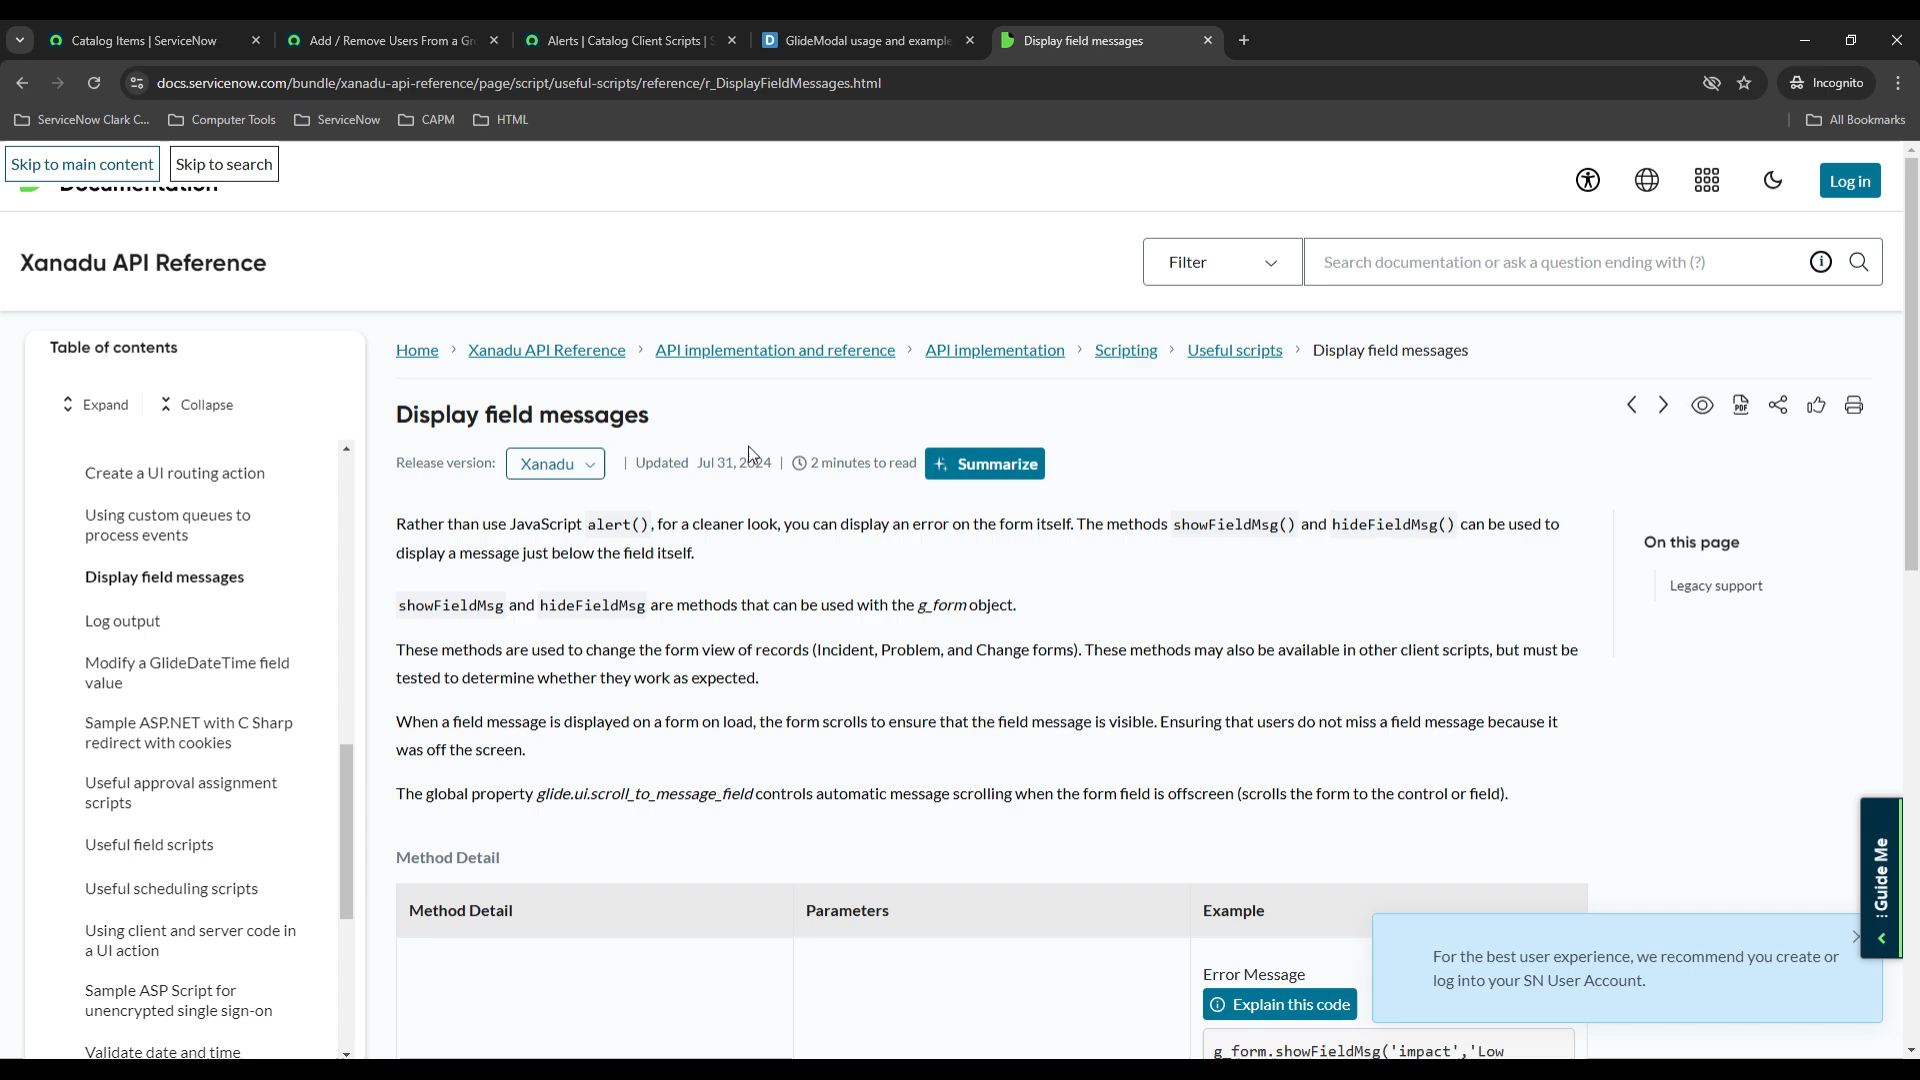 Catalog Items | ServiceNow
Add / Remove Users From a Gr
Alerts | Catalog Client Scripts |
D GlideModal usage and example
Display field messages
docs.servicenow.com/bundle/xanadu-api-reference/page/script/useful-scripts/reference/r_DisplayFieldMessages.html
Incognito
ServiceNow Clark C...
Computer Tools
ServiceNow
CAPM
HTML
All Bookmarks
Skip to main content
Skip to search
Documentation
Log in
Xanadu API Reference
Filter
Search documentation or ask a question ending with (?)
Table of contents
Expand
Collapse
Create a UI routing action
Using custom queues to
process events
Display field messages
Log output
Modify a GlideDateTime field
value
Sample ASP.NET with C Sharp
redirect with cookies
Useful approval assignment
scripts
Useful field scripts
Useful scheduling scripts
Using client and server code in
a UI action
Sample ASP Script for
unencrypted single sign-on
Validate date and time
Home > Xanadu API Reference > API implementation and reference > API implementation > Scripting > Useful scripts > Display field messages
Display field messages
Release version: Xanadu | Updated Jul 31, 2024 | 2 minutes to read Summarize
Rather than use JavaScript alert(), for a cleaner look, you can display an error on the form itself. The methods showFieldMsg() and hideFieldMsg() can be used to
display a message just below the field itself.
showFieldMsg and hideFieldMsg are methods that can be used with the g_form object.
These methods are used to change the form view of records (Incident, Problem, and Change forms). These methods may also be available in other client scripts, but must be
tested to determine whether they work as expected.
When a field message is displayed on a form on load, the form scrolls to ensure that the field message is visible. Ensuring that users do not miss a field message because it
was off the screen.
The global property glide.ui.scroll_to_message_field controls automatic message scrolling when the form field is offscreen (scrolls the form to the control or field).
Method Detail
Method Detail
Parameters
Example
Error Message
Explain this code
g_form.showFieldMsg('impact','Low
On this page
Legacy support
Guide Me
For the best user experience, we recommend you create or
log into your SN User Account.